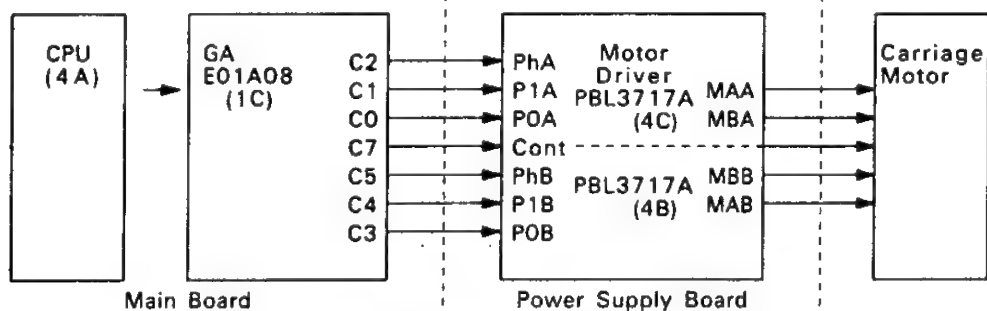 CPU
(4A)
GA
E01A08
(1C)
C2
C1
C0
C7
C5
C4
C3
PhA
P1A
P0A
Cont
PhB
P1B
P0B
Motor
Driver
PBL3717A
(4C)
PBL3717A
(4B)
MAA
MBA
MBB
MAB
Carriage
Motor
Main Board
Power Supply Board